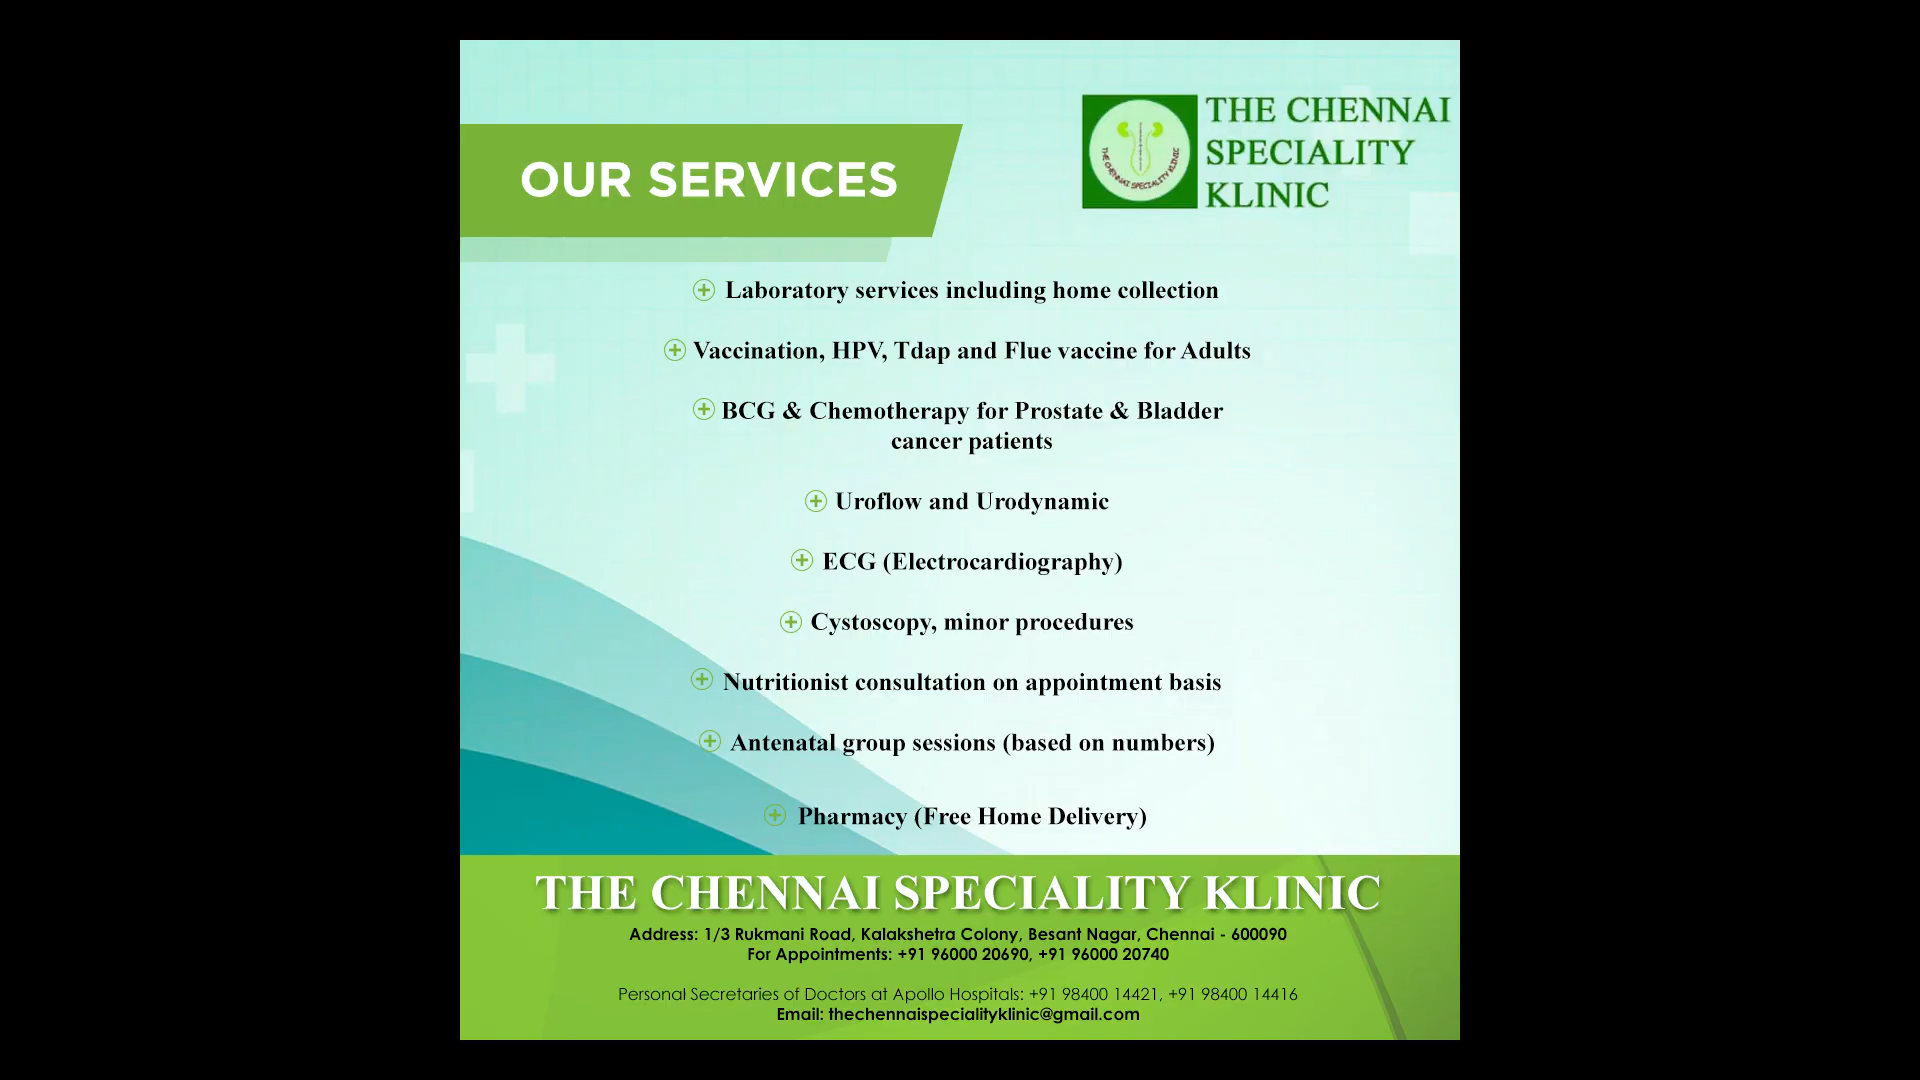 OUR SERVICES
THE CHENNAI
SPECIALITY
KLINIC
THE CHENNAI SPECIALITY KLINIC
Laboratory services including home collection
Vaccination, HPV, Tdap and Flue vaccine for Adults
BCG & Chemotherapy for Prostate & Bladder
cancer patients
Uroflow and Urodynamic
ECG (Electrocardiography)
Cystoscopy, minor procedures
Nutritionist consultation on appointment basis
Antenatal group sessions (based on numbers)
Pharmacy (Free Home Delivery)
THE CHENNAI SPECIALITY KLINIC
Address: 1/3 Rukmani Road, Kalakshetra Colony, Besant Nagar, Chennai - 600090
For Appointments: +91 96000 20690, +91 96000 20740
Personal Secretaries of Doctors at Apollo Hospitals: +91 98400 14421, +91 98400 14416
Email: thechennaispecialityklinic@gmail.com